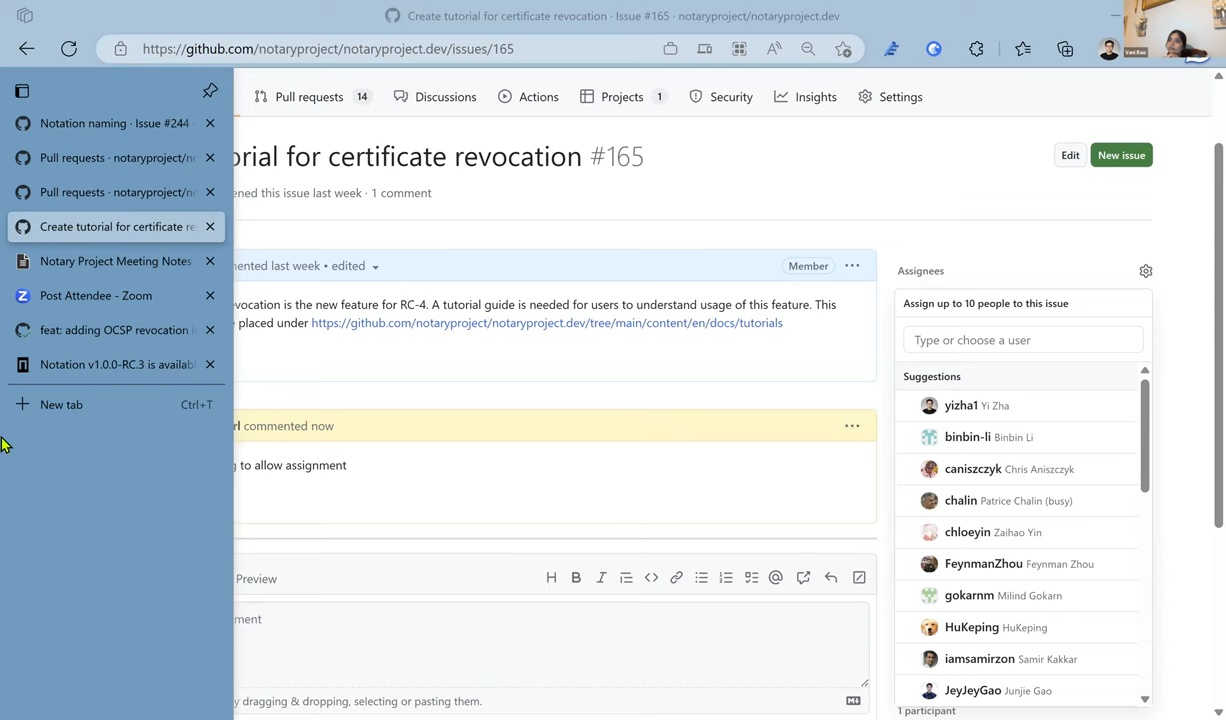 Create tutorial for certificate revocation · Issue #165 · notaryproject/notaryproject.dev
https://github.com/notaryproject/notaryproject.dev/issues/165
Vani Rao
Notation naming · Issue #244
Pull requests · notaryproject/n
Pull requests · notaryproject/n
Create tutorial for certificate re
Notary Project Meeting Notes
Post Attendee - Zoom
feat: adding OCSP revocation i
Notation v1.0.0-RC.3 is availab
New tab Ctrl+T
Pull requests 14 Discussions Actions Projects 1 Security Insights Settings
rial for certificate revocation #165
Edit New issue
ened this issue last week · 1 comment
mented last week • edited Member
evocation is the new feature for RC-4. A tutorial guide is needed for users to understand usage of this feature. This
placed under https://github.com/notaryproject/notaryproject.dev/tree/main/content/en/docs/tutorials
rl commented now
g to allow assignment
Preview
ment
y dragging & dropping, selecting or pasting them.
Assignees
Assign up to 10 people to this issue
Type or choose a user
Suggestions
yizha1 Yi Zha
binbin-li Binbin Li
caniszczyk Chris Aniszczyk
chalin Patrice Chalin (busy)
chloeyin Zaihao Yin
FeynmanZhou Feynman Zhou
gokarnm Milind Gokarn
HuKeping HuKeping
iamsamirzon Samir Kakkar
JeyJeyGao Junjie Gao
1 participant